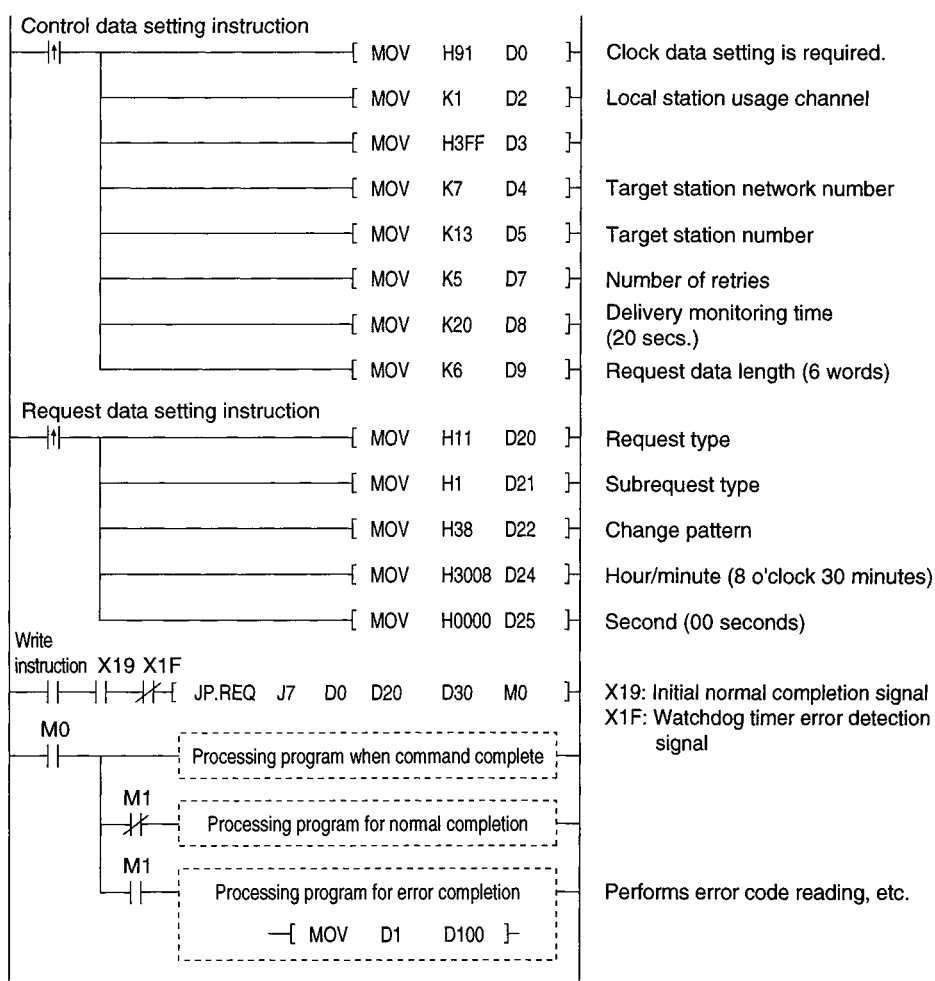 Control data setting instruction
MOV H91 D0 Clock data setting is required.
MOV K1 D2 Local station usage channel
MOV H3FF D3
MOV K7 D4 Target station network number
MOV K13 D5 Target station number
MOV K5 D7 Number of retries
MOV K20 D8 Delivery monitoring time
(20 secs.)
MOV K6 D9 Request data length (6 words)
Request data setting instruction
MOV H11 D20 Request type
MOV H1 D21 Subrequest type
MOV H38 D22 Change pattern
MOV H3008 D24 Hour/minute (8 o'clock 30 minutes)
MOV H0000 D25 Second (00 seconds)
Write
instruction X19 X1F
JP.REQ J7 D0 D20 D30 M0 X19: Initial normal completion signal
X1F: Watchdog timer error detection
signal
M0
Processing program when command complete
M1
Processing program for normal completion
M1
Processing program for error completion Performs error code reading, etc.
MOV D1 D100